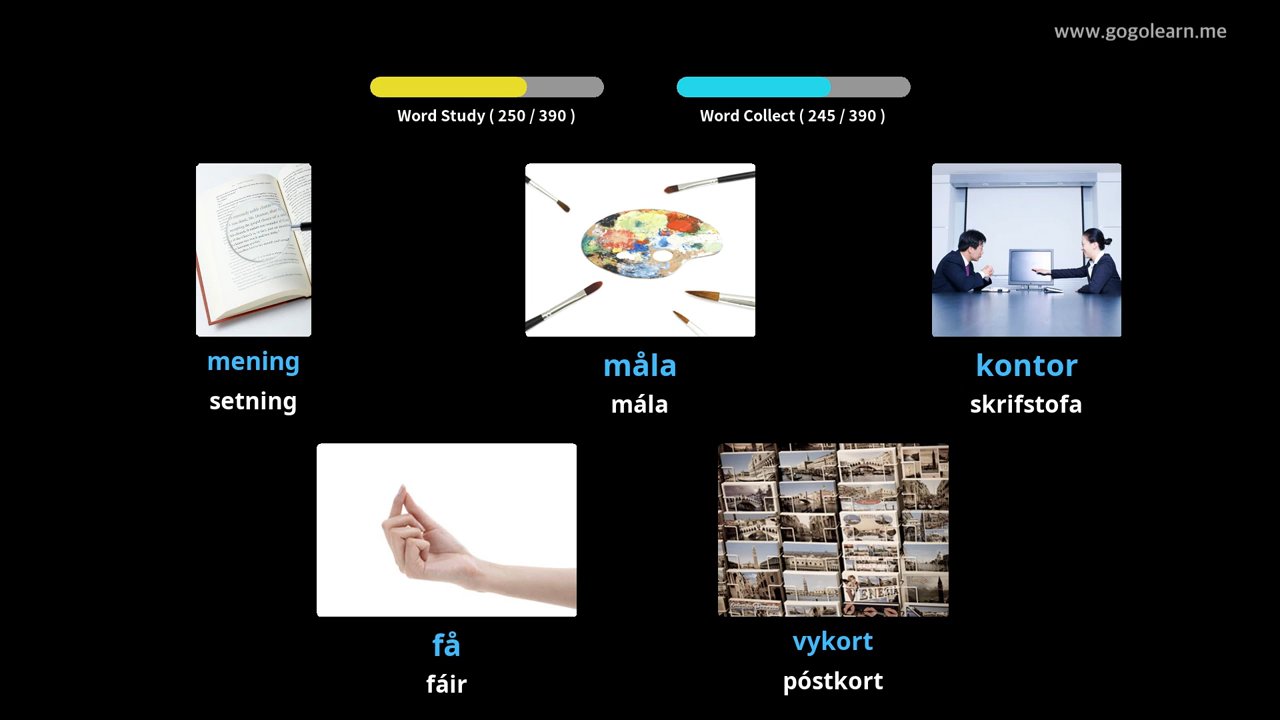 www.gogolearn.me
Word Study ( 250 / 390 )
Word Collect ( 245 / 390 )
mening
setning
måla
mála
kontor
skrifstofa
få
fáir
VENEZIA
vykort
póstkort